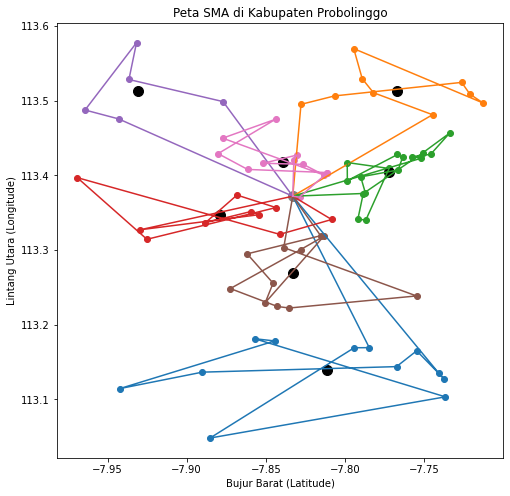 Peta SMA di Kabupaten Probolinggo
113.6
113.5
113.4
113.3
113.2
113.1
Lintang Utara (Longitude)
−7.95 −7.90 −7.85 −7.80 −7.75
Bujur Barat (Latitude)